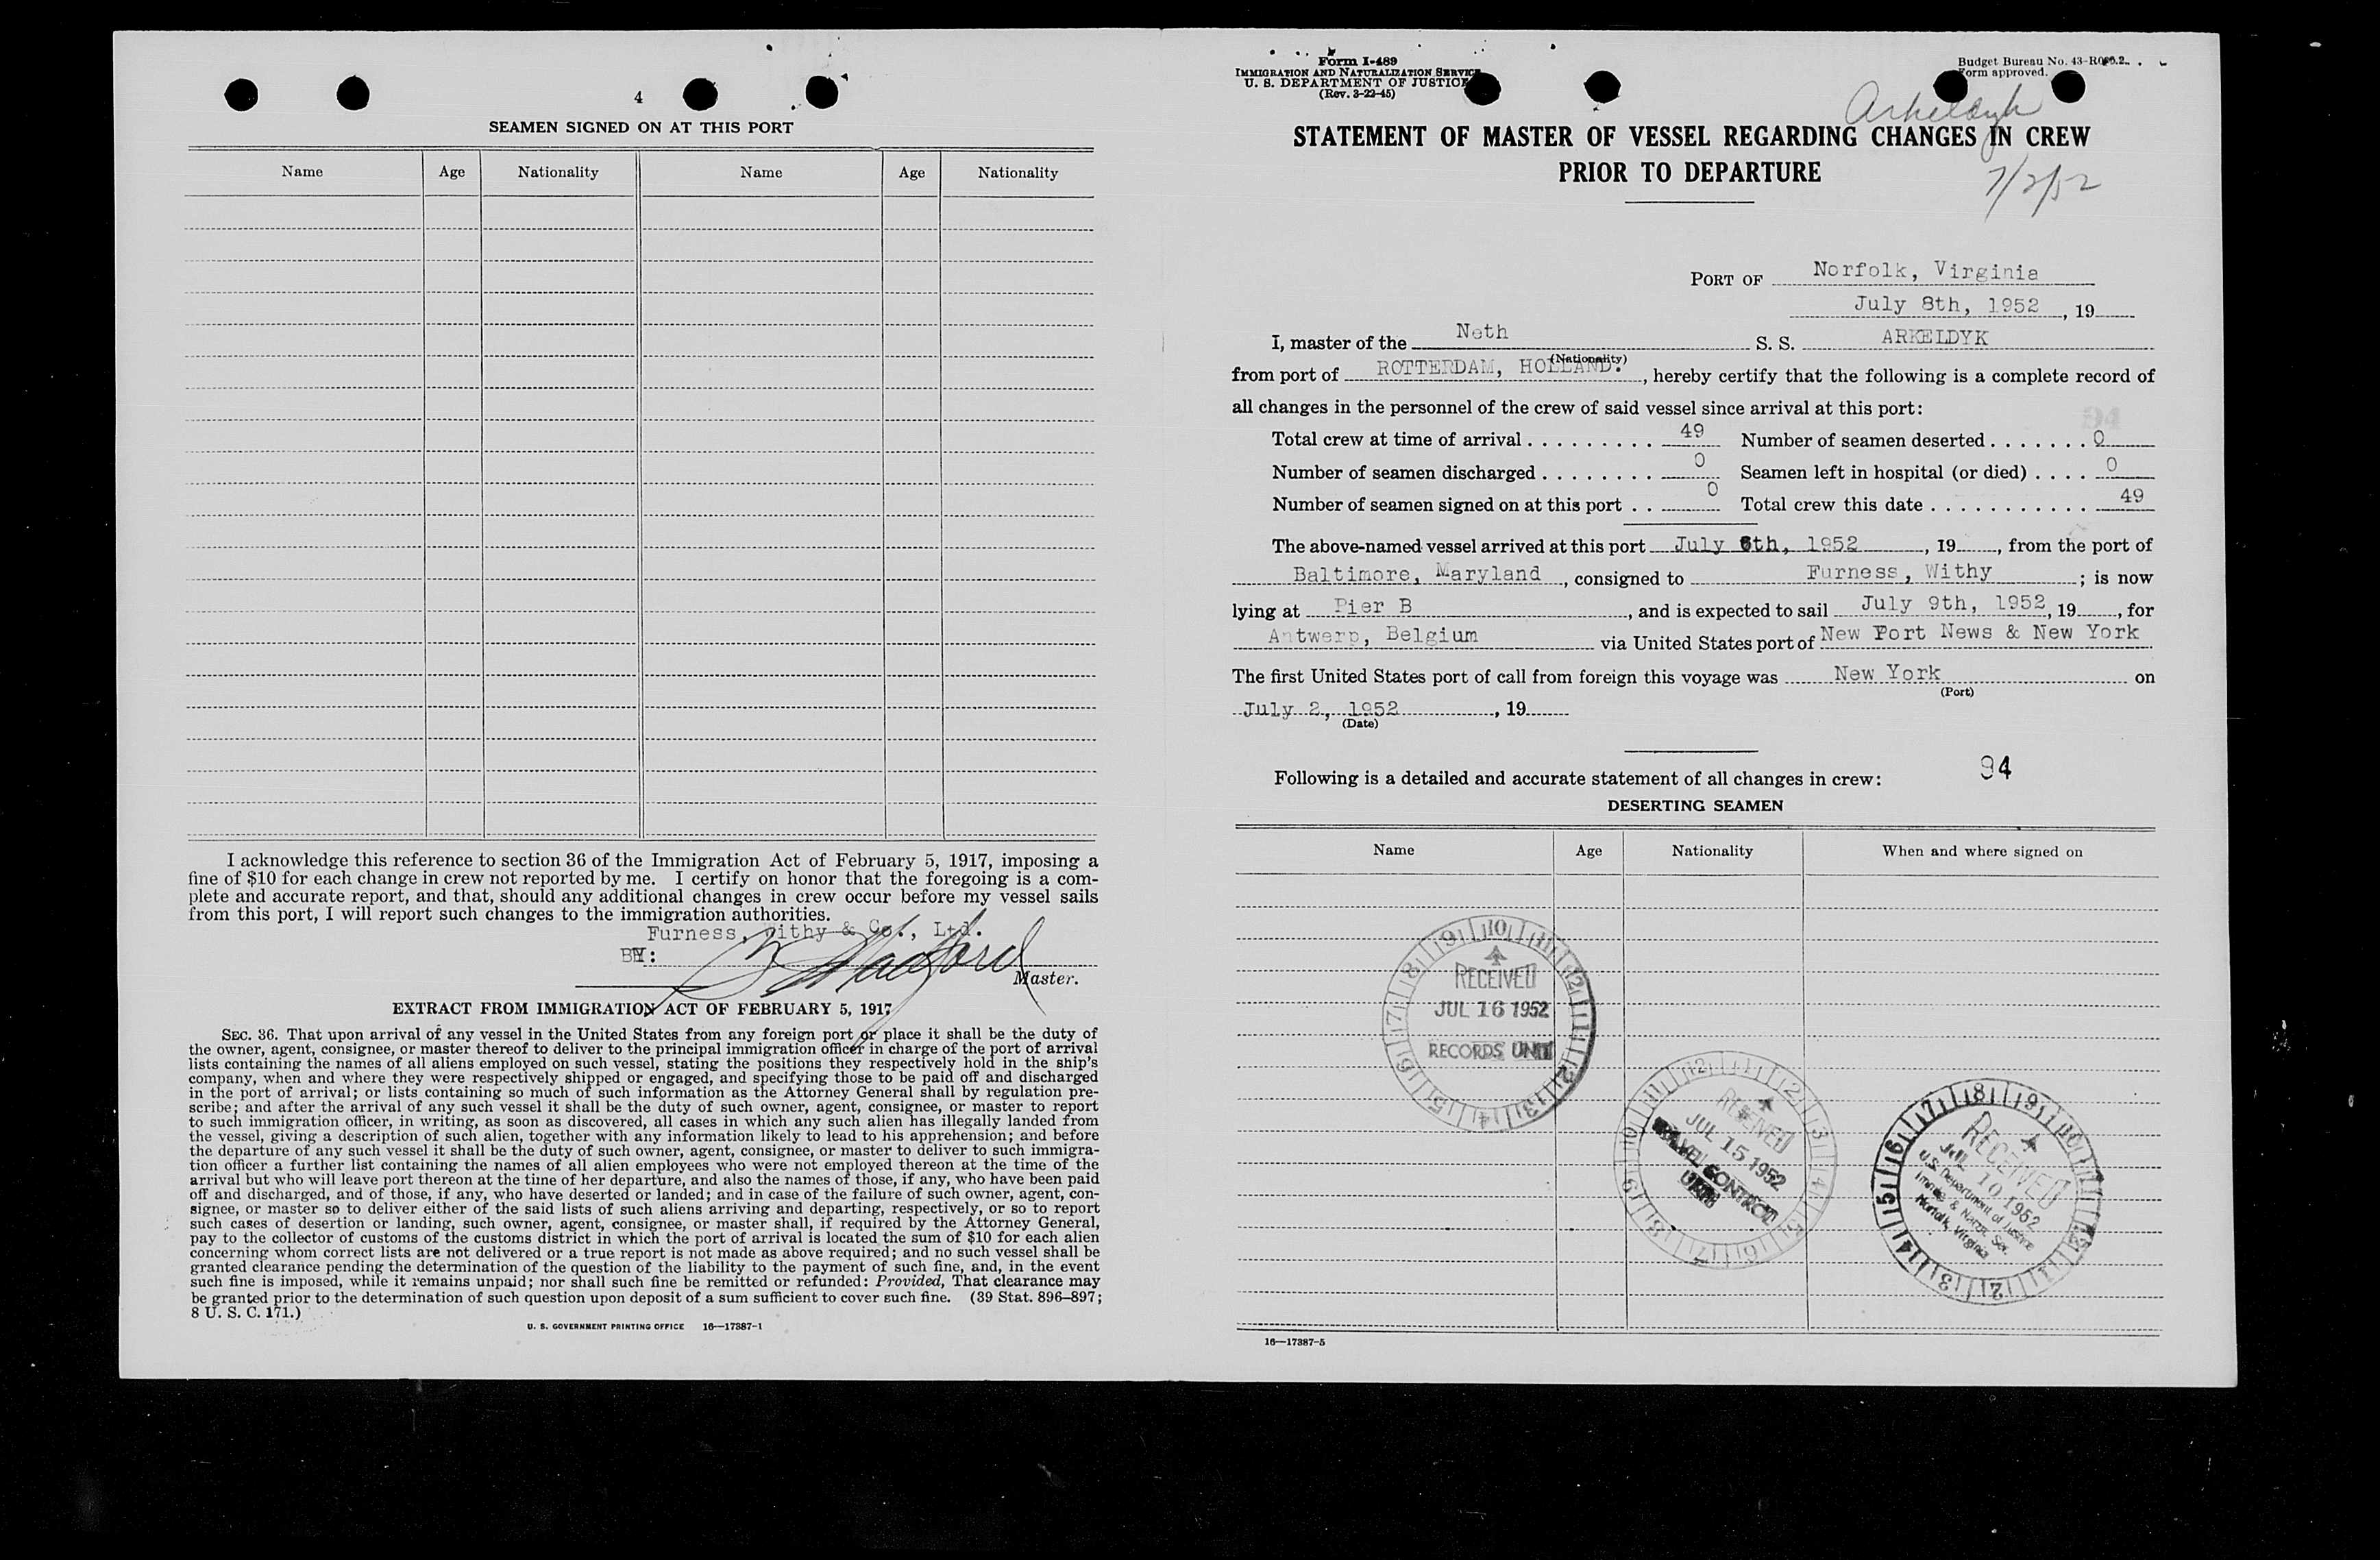 4
SEAMEN SIGNED ON AT THIS PORT
Name Age Nationality Name Age Nationality
I acknowledge this reference to section 36 of the Immigration Act of February 5, 1917, imposing a
fine of $10 for each change in crew not reported by me. I certify on honor that the foregoing is a com-
plete and accurate report, and that, should any additional changes in crew occur before my vessel sails
from this port, I will report such changes to the immigration authorities.
Furness, Withy & Co., Ltd.
BY:
Master.
EXTRACT FROM IMMIGRATION ACT OF FEBRUARY 5, 1917
SEC. 36. That upon arrival of any vessel in the United States from any foreign port or place it shall be the duty of
the owner, agent, consignee, or master thereof to deliver to the principal immigration officer in charge of the port of arrival
lists containing the names of all aliens employed on such vessel, stating the positions they respectively hold in the ship's
company, when and where they were respectively shipped or engaged, and specifying those to be paid off and discharged
in the port of arrival; or lists containing so much of such information as the Attorney General shall by regulation pre-
scribe; and after the arrival of any such vessel it shall be the duty of such owner, agent, consignee, or master to report
to such immigration officer, in writing, as soon as discovered, all cases in which any such alien has illegally landed from
the vessel, giving a description of such alien, together with any information likely to lead to his apprehension; and before
the departure of any such vessel it shall be the duty of such owner, agent, consignee, or master to deliver to such immigra-
tion officer a further list containing the names of all alien employees who were not employed thereon at the time of the
arrival but who will leave port thereon at the time of her departure, and also the names of those, if any, who have been paid
off and discharged, and of those, if any, who have deserted or landed; and in case of the failure of such owner, agent, con-
signee, or master so to deliver either of the said lists of such aliens arriving and departing, respectively, or so to report
such cases of desertion or landing, such owner, agent, consignee, or master shall, if required by the Attorney General,
pay to the collector of customs of the customs district in which the port of arrival is located the sum of $10 for each alien
concerning whom correct lists are not delivered or a true report is not made as above required; and no such vessel shall be
granted clearance pending the determination of the question of the liability to the payment of such fine, and, in the event
such fine is imposed, while it remains unpaid; nor shall such fine be remitted or refunded: Provided, That clearance may
be granted prior to the determination of such question upon deposit of a sum sufficient to cover such fine. (39 Stat. 896–897;
8 U. S. C. 171.)
U. S. GOVERNMENT PRINTING OFFICE 16—17387-1
Form I-489
IMMIGRATION AND NATURALIZATION SERVICE
U. S. DEPARTMENT OF JUSTICE
(Rev. 3-22-45)
Budget Bureau No. 43-
Form approved.
Arkeldyk
STATEMENT OF MASTER OF VESSEL REGARDING CHANGES IN CREW
PRIOR TO DEPARTURE
7/2/52
PORT OF Norfolk, Virginia
July 8th, 1952, 19
I, master of the Neth S. S. ARKELDYK
(Nationality)
from port of ROTTERDAM, HOLLAND., hereby certify that the following is a complete record of
all changes in the personnel of the crew of said vessel since arrival at this port:
94
Total crew at time of arrival . . . . . . . . . 49 Number of seamen deserted . . . . . . . 0
Number of seamen discharged . . . . . . . . 0 Seamen left in hospital (or died) . . . . 0
Number of seamen signed on at this port . . 0 Total crew this date . . . . . . . . . . . . 49
The above-named vessel arrived at this port July 6th, 1952, 19, from the port of
Baltimore, Maryland, consigned to Furness, Withy; is now
lying at Pier B, and is expected to sail July 9th, 1952, 19, for
Antwerp, Belgium via United States port of New Port News & New York
The first United States port of call from foreign this voyage was New York on
(Port)
July 2, 1952, 19
(Date)
Following is a detailed and accurate statement of all changes in crew: 94
DESERTING SEAMEN
Name Age Nationality When and where signed on
RECEIVED
JUL 16 1952
RECORDS UNIT
RECEIVED
JUL 15 1952
TRAVEL CONTROL
UNIT
RECEIVED
JUL 10 1952
U.S. Department of Justice
Immig. & Natur. Ser.
Norfolk, Virginia
16—17387-5